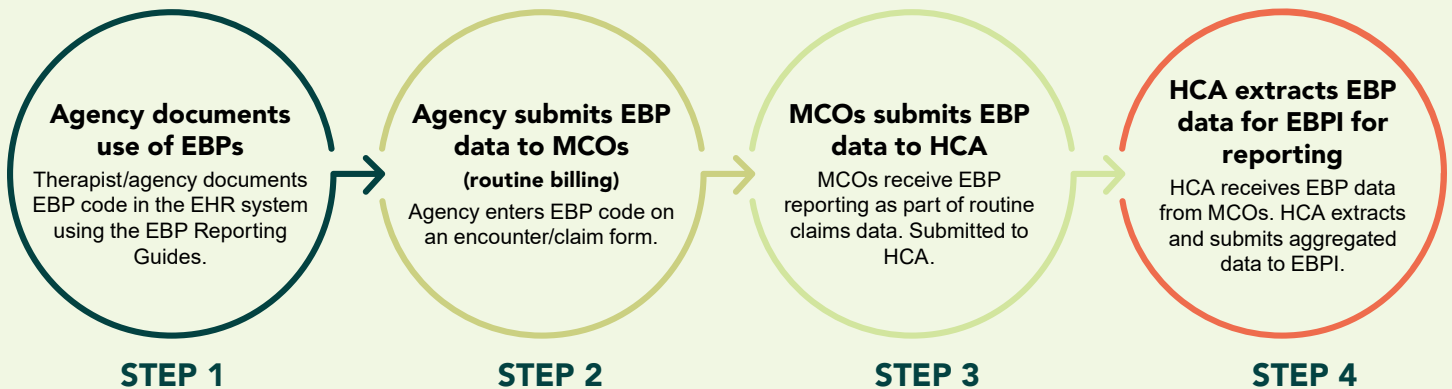 Agency documents
use of EBPs
Therapist/agency documents
EBP code in the EHR system
using the EBP Reporting
Guides.
STEP 1
Agency submits EBP
data to MCOs
(routine billing)
Agency enters EBP code on
an encounter/claim form.
STEP 2
MCOs submits EBP
data to HCA
MCOs receive EBP
reporting as part of routine
claims data. Submitted to
HCA.
STEP 3
HCA extracts EBP
data for EBPI for
reporting
HCA receives EBP data
from MCOs. HCA extracts
and submits aggregated
data to EBPI.
STEP 4